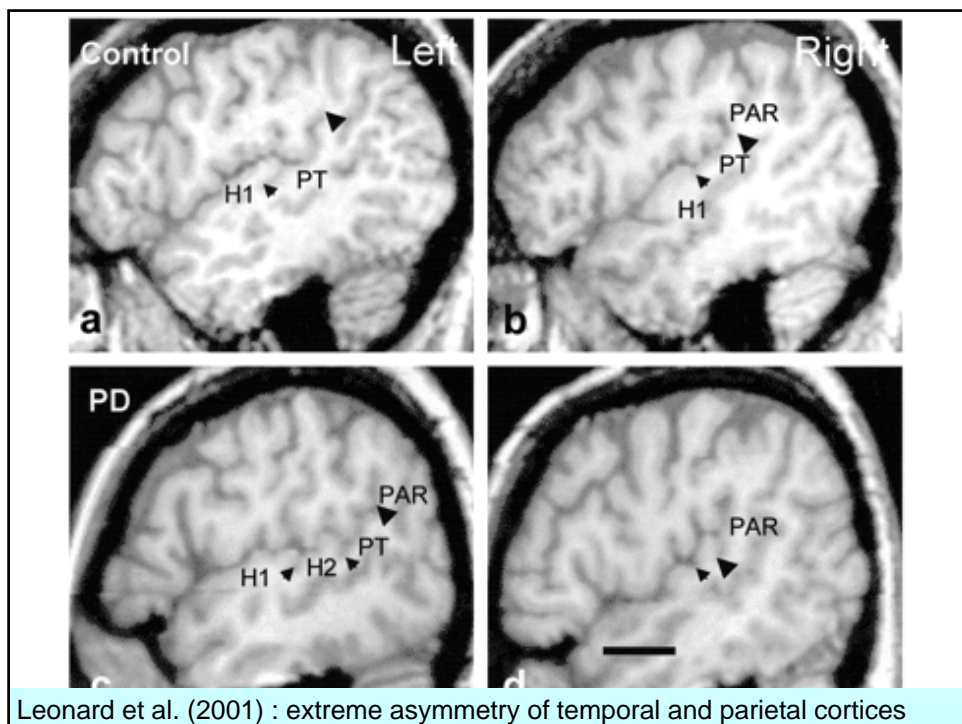 Control Left
Right
PAR
PT
H1
PT
H1
a
b
PD
PAR
PT
H1 H2
PAR
c
d
Leonard et al. (2001) : extreme asymmetry of temporal and parietal cortices